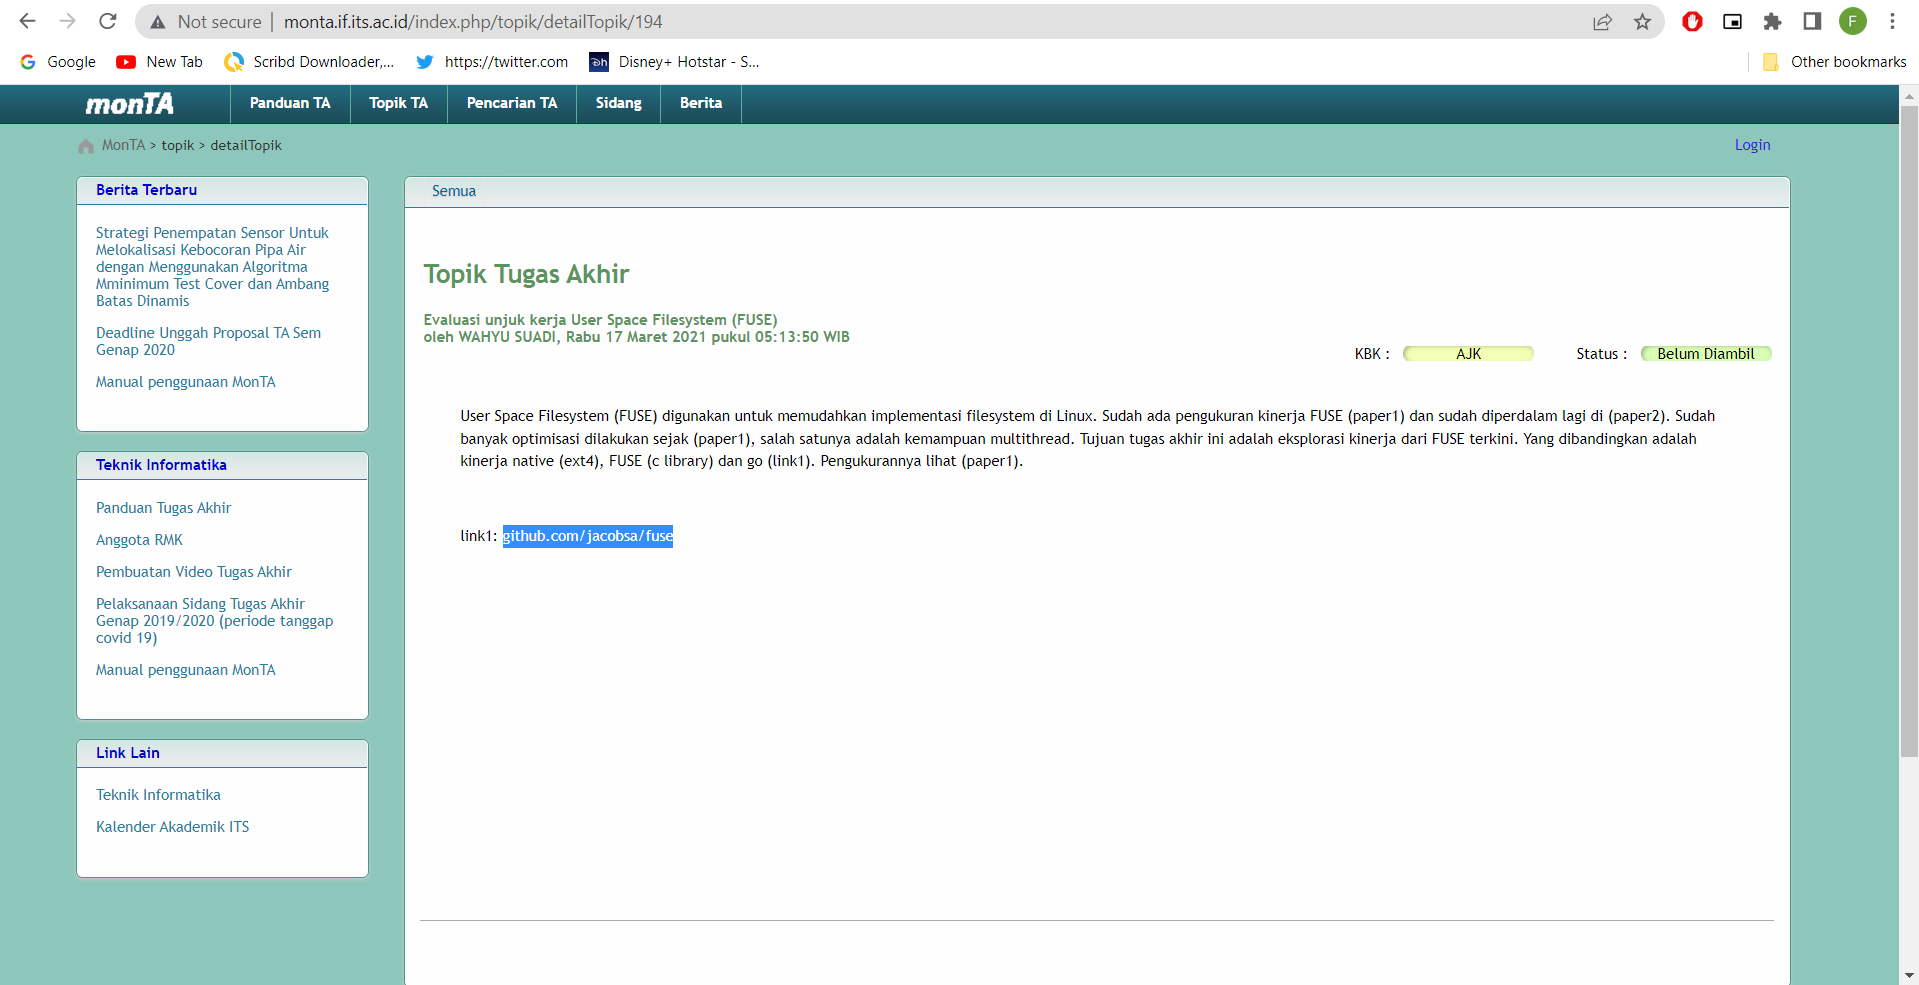 Not secure
monta.if.its.ac.id/index.php/topik/detailTopik/194
F
Google
New Tab
Scribd Downloader,...
https://twitter.com
Disney+ Hotstar - S...
Other bookmarks
monTA
Panduan TA
Topik TA
Pencarian TA
Sidang
Berita
MonTA > topik > detailTopik
Login
Berita Terbaru
Strategi Penempatan Sensor Untuk
Melokalisasi Kebocoran Pipa Air
dengan Menggunakan Algoritma
Mminimum Test Cover dan Ambang
Batas Dinamis
Deadline Unggah Proposal TA Sem
Genap 2020
Manual penggunaan MonTA
Teknik Informatika
Panduan Tugas Akhir
Anggota RMK
Pembuatan Video Tugas Akhir
Pelaksanaan Sidang Tugas Akhir
Genap 2019/2020 (periode tanggap
covid 19)
Manual penggunaan MonTA
Link Lain
Teknik Informatika
Kalender Akademik ITS
Semua
Topik Tugas Akhir
Evaluasi unjuk kerja User Space Filesystem (FUSE)
oleh WAHYU SUADI, Rabu 17 Maret 2021 pukul 05:13:50 WIB
KBK : AJK Status : Belum Diambil
User Space Filesystem (FUSE) digunakan untuk memudahkan implementasi filesystem di Linux. Sudah ada pengukuran kinerja FUSE (paper1) dan sudah diperdalam lagi di (paper2). Sudah
banyak optimisasi dilakukan sejak (paper1), salah satunya adalah kemampuan multithread. Tujuan tugas akhir ini adalah eksplorasi kinerja dari FUSE terkini. Yang dibandingkan adalah
kinerja native (ext4), FUSE (c library) dan go (link1). Pengukurannya lihat (paper1).
link1: github.com/jacobsa/fuse